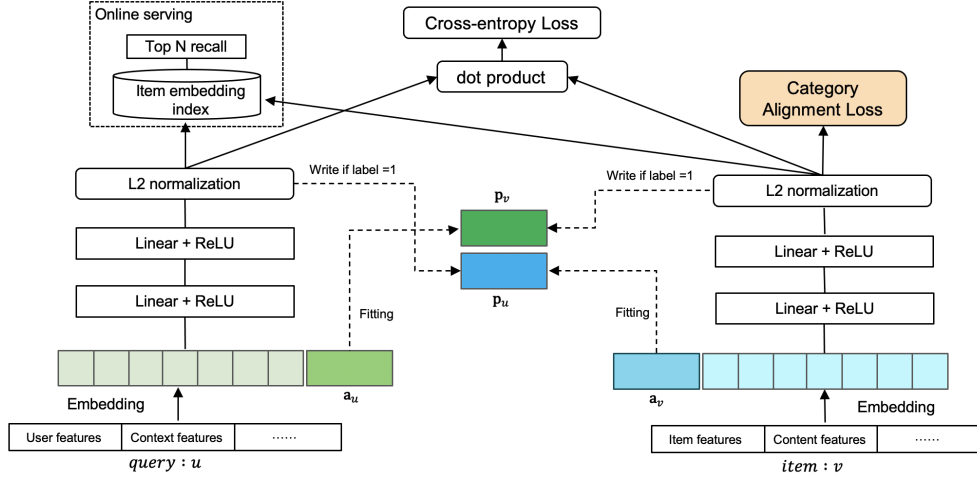 Online serving
Top N recall
Item embedding
index
Cross-entropy Loss
dot product
Category
Alignment Loss
L2 normalization
Write if label =1
Write if label =1
L2 normalization
p_v
Linear + ReLU
Linear + ReLU
p_u
Linear + ReLU
Linear + ReLU
Fitting
Fitting
a_u
a_v
Embedding
Embedding
User features
Context features
······
Item features
Content features
······
query : u
item : v